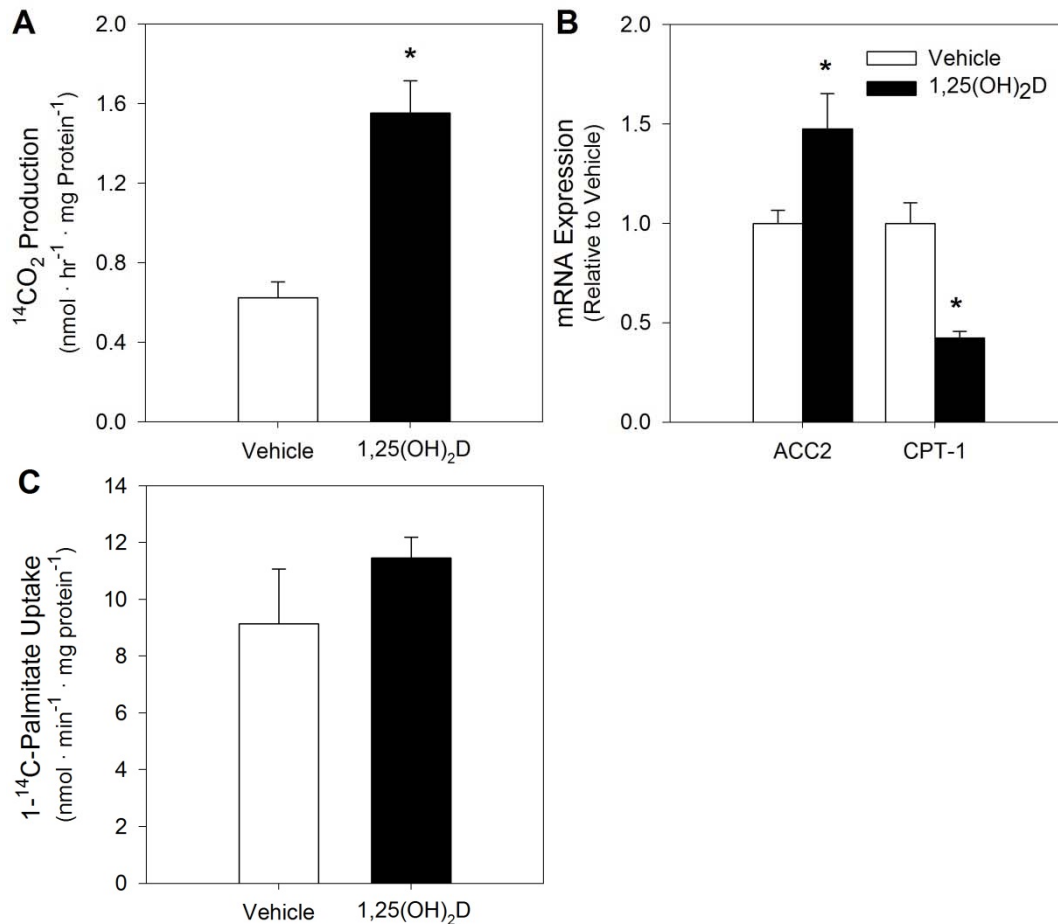 A
¹⁴CO₂ Production
(nmol · hr⁻¹ · mg Protein⁻¹)
2.0
1.6
1.2
0.8
0.4
0.0
*
Vehicle
1,25(OH)₂D
B
mRNA Expression
(Relative to Vehicle)
2.0
1.5
1.0
0.5
0.0
*
*
Vehicle
1,25(OH)₂D
ACC2
CPT-1
C
1-¹⁴C-Palmitate Uptake
(nmol · min⁻¹ · mg protein⁻¹)
14
12
10
8
6
4
2
0
Vehicle
1,25(OH)₂D